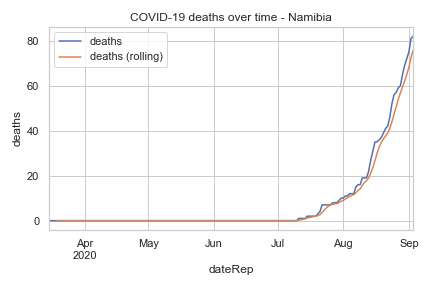 COVID-19 deaths over time - Namibia
deaths
deaths (rolling)
deaths
80
60
40
20
0
Apr May Jun Jul Aug Sep
2020
dateRep